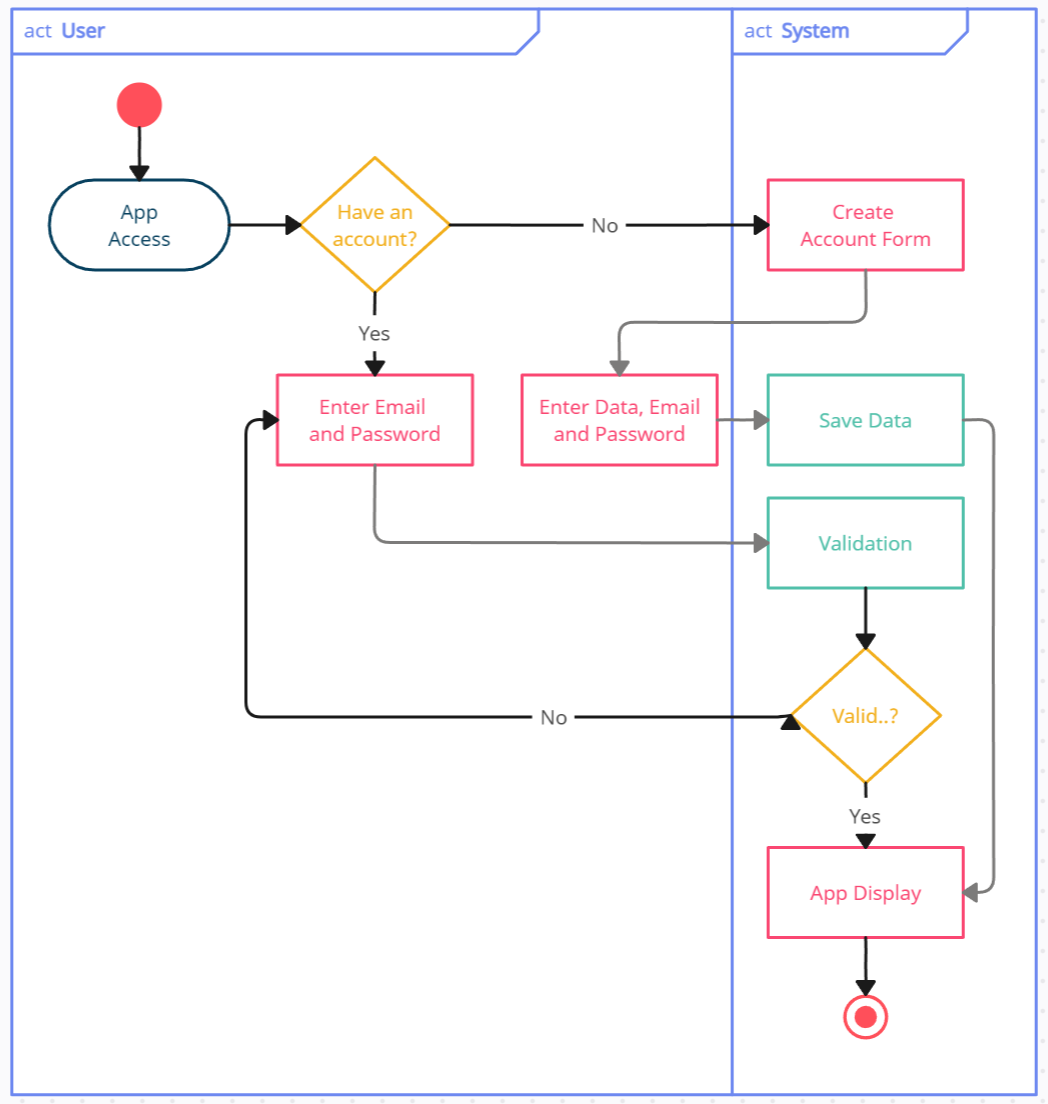 act User
act System
App
Access
Have an
account?
No
Create
Account Form
Yes
Enter Email
and Password
Enter Data, Email
and Password
Save Data
Validation
No
Valid..?
Yes
App Display